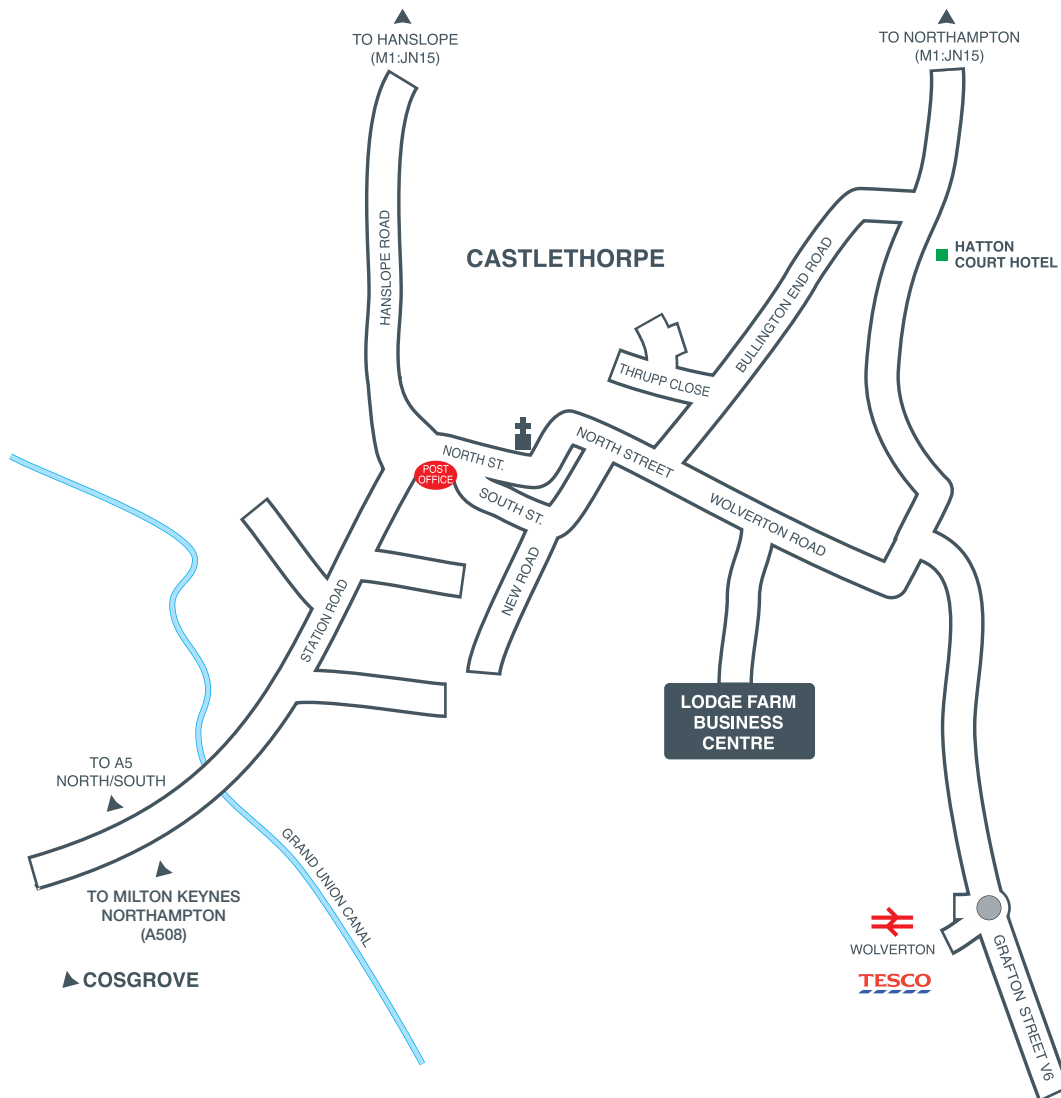 TO HANSLOPE
(M1:JN15)
TO NORTHAMPTON
(M1:JN15)
HANSLOPE ROAD
CASTLETHORPE
BULLINGTON END ROAD
HATTON
COURT HOTEL
THRUPP CLOSE
NORTH ST.
NORTH STREET
POST
OFFICE
SOUTH ST.
WOLVERTON ROAD
NEW ROAD
STATION ROAD
LODGE FARM
BUSINESS
CENTRE
TO A5
NORTH/SOUTH
GRAND UNION CANAL
TO MILTON KEYNES
NORTHAMPTON
(A508)
COSGROVE
WOLVERTON
TESCO
GRAFTON STREET V6